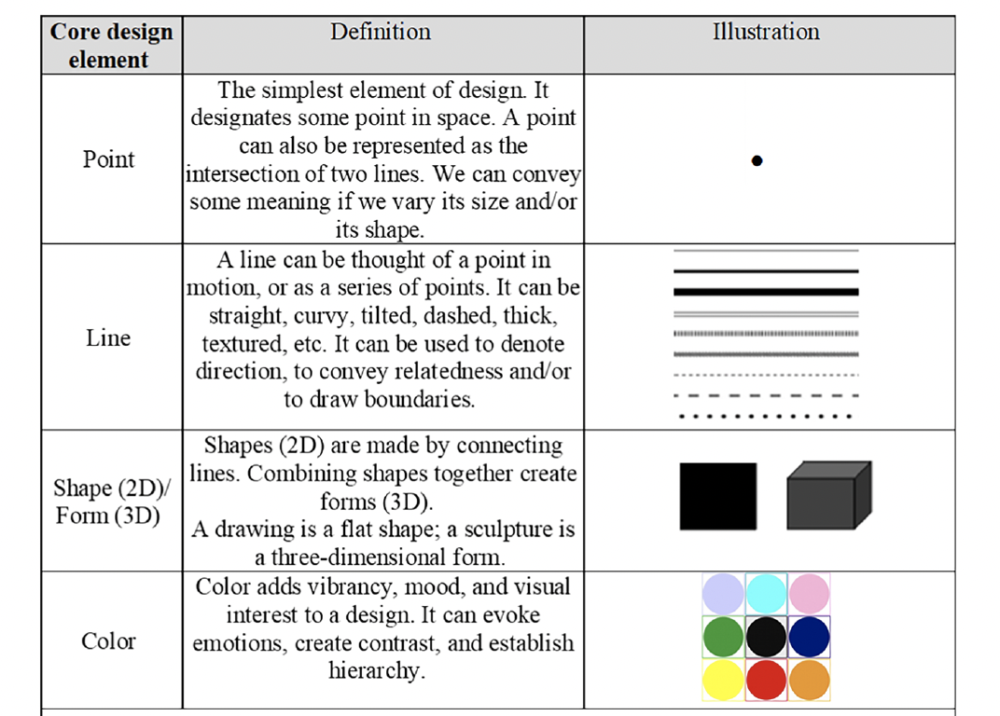 Core design
element
Definition
Illustration
Point
The simplest element of design. It
designates some point in space. A point
can also be represented as the
intersection of two lines. We can convey
some meaning if we vary its size and/or
its shape.
Line
A line can be thought of a point in
motion, or as a series of points. It can be
straight, curvy, tilted, dashed, thick,
textured, etc. It can be used to denote
direction, to convey relatedness and/or
to draw boundaries.
Shape (2D)/
Form (3D)
Shapes (2D) are made by connecting
lines. Combining shapes together create
forms (3D).
A drawing is a flat shape; a sculpture is
a three-dimensional form.
Color
Color adds vibrancy, mood, and visual
interest to a design. It can evoke
emotions, create contrast, and establish
hierarchy.